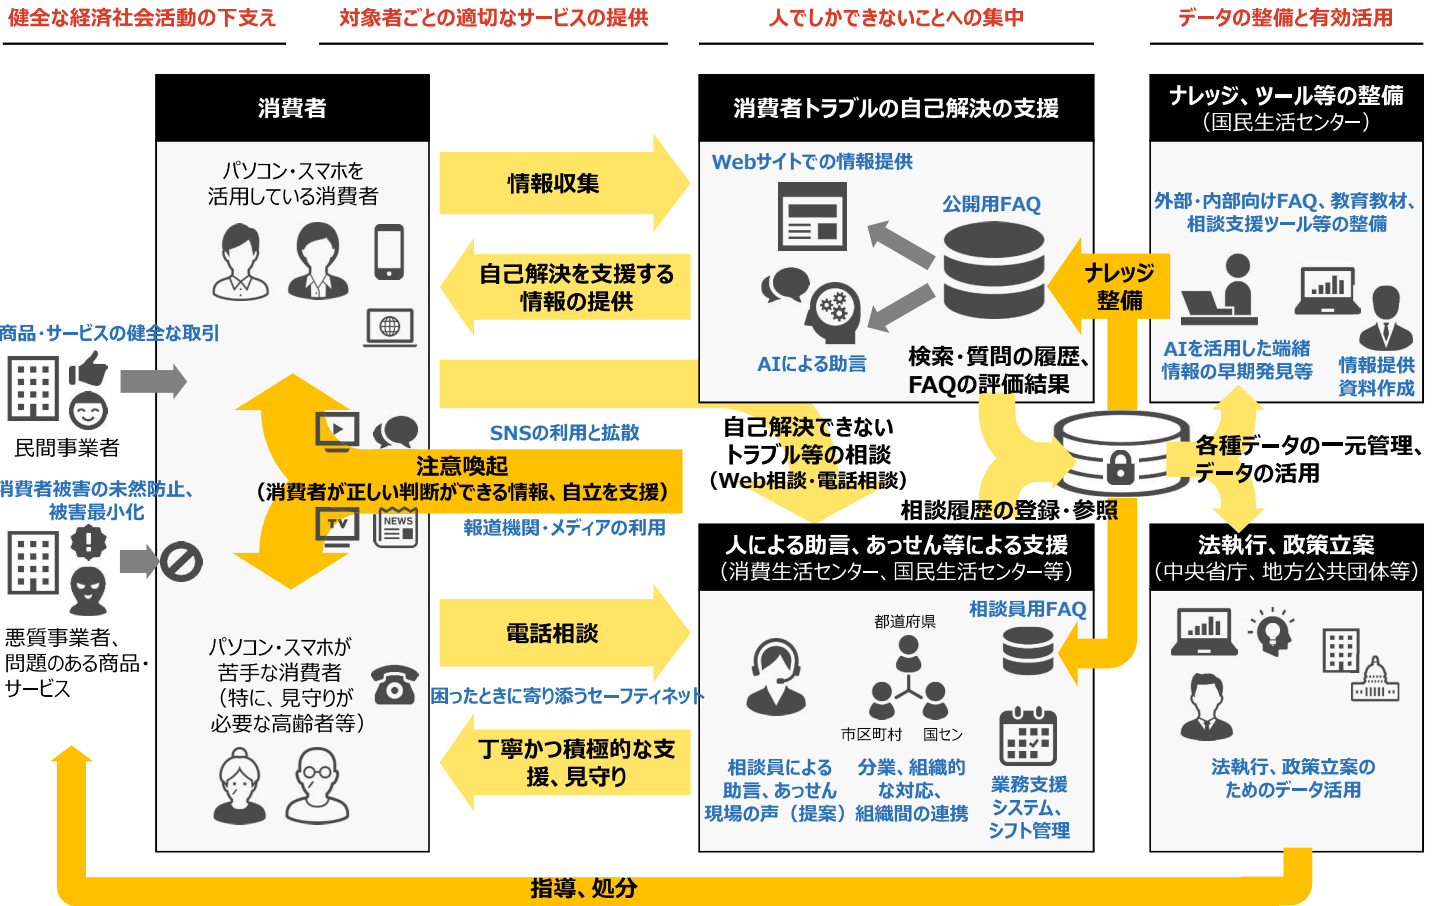 健全な経済社会活動の下支え
対象者ごとの適切なサービスの提供
人でしかできないことへの集中
データの整備と有効活用
消費者
パソコン・スマホを
活用している消費者
商品・サービスの健全な取引
民間事業者
消費者被害の未然防止、
被害最小化
悪質事業者、
問題のある商品・
サービス
パソコン・スマホが
苦手な消費者
（特に、見守りが
必要な高齢者等）
情報収集
自己解決を支援する
情報の提供
SNSの利用と拡散
注意喚起
（消費者が正しい判断ができる情報、自立を支援）
TV
NEWS
報道機関・メディアの利用
電話相談
困ったときに寄り添うセーフティネット
丁寧かつ積極的な支
援、見守り
消費者トラブルの自己解決の支援
Webサイトでの情報提供
公開用FAQ
AIによる助言
検索・質問の履歴、
FAQの評価結果
自己解決できない
トラブル等の相談
（Web相談・電話相談）
相談履歴の登録・参照
人による助言、あっせん等による支援
（消費生活センター、国民生活センター等）
相談員用FAQ
都道府県
市区町村
国セン
相談員による
助言、あっせん
現場の声（提案）
分業、組織的
な対応、
組織間の連携
業務支援
システム、
シフト管理
ナレッジ、ツール等の整備
（国民生活センター）
外部・内部向けFAQ、教育教材、
相談支援ツール等の整備
ナレッジ
整備
AIを活用した端緒
情報の早期発見等
情報提供
資料作成
各種データの一元管理、
データの活用
法執行、政策立案
（中央省庁、地方公共団体等）
法執行、政策立案の
ためのデータ活用
指導、処分